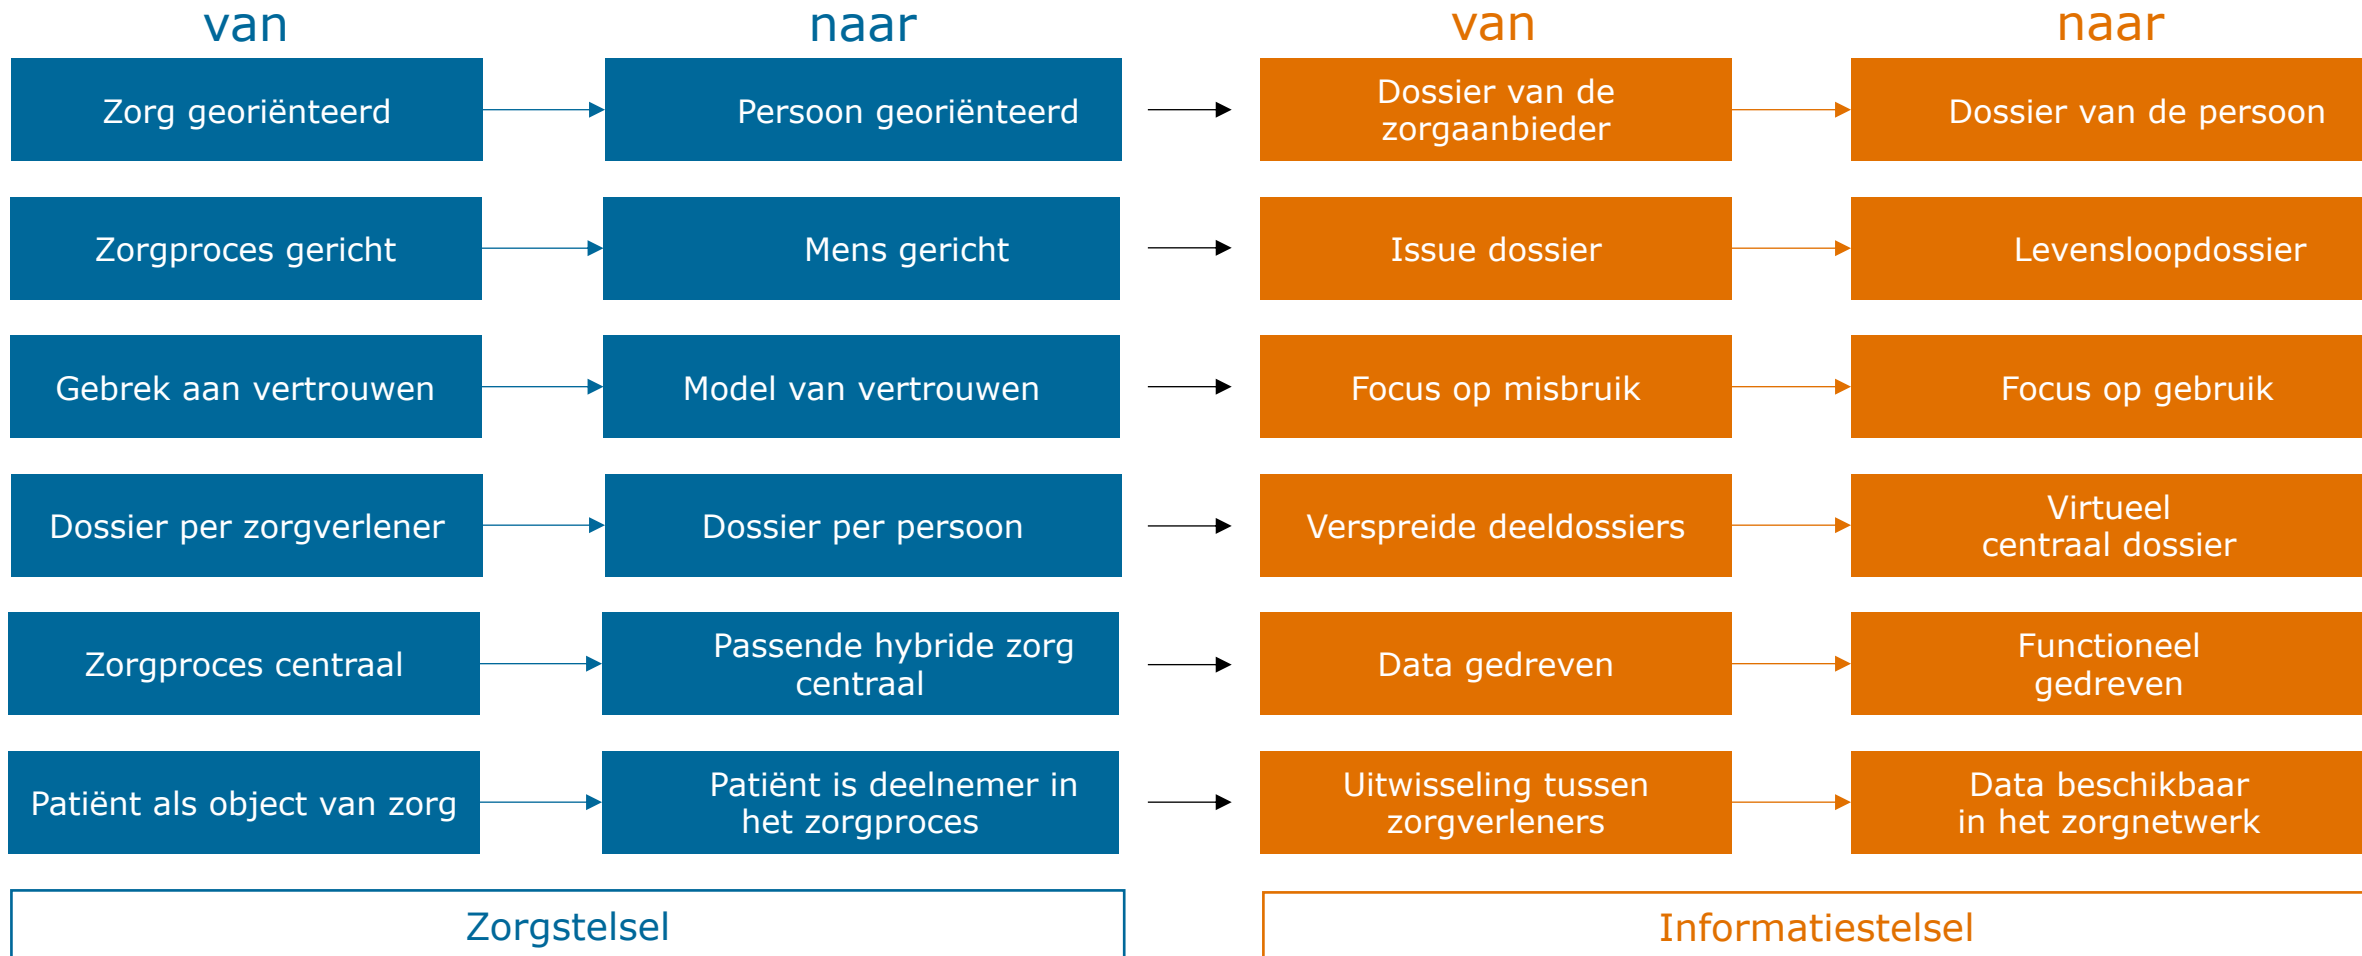 van
naar
van
naar
Zorg georiënteerd
Persoon georiënteerd
Dossier van de
zorgaanbieder
Dossier van de persoon
Zorgproces gericht
Mens gericht
Issue dossier
Levensloopdossier
Gebrek aan vertrouwen
Model van vertrouwen
Focus op misbruik
Focus op gebruik
Dossier per zorgverlener
Dossier per persoon
Verspreide deeldossiers
Virtueel
centraal dossier
Zorgproces centraal
Passende hybride zorg
centraal
Data gedreven
Functioneel
gedreven
Patiënt als object van zorg
Patiënt is deelnemer in
het zorgproces
Uitwisseling tussen
zorgverleners
Data beschikbaar
in het zorgnetwerk
Zorgstelsel
Informatiestelsel